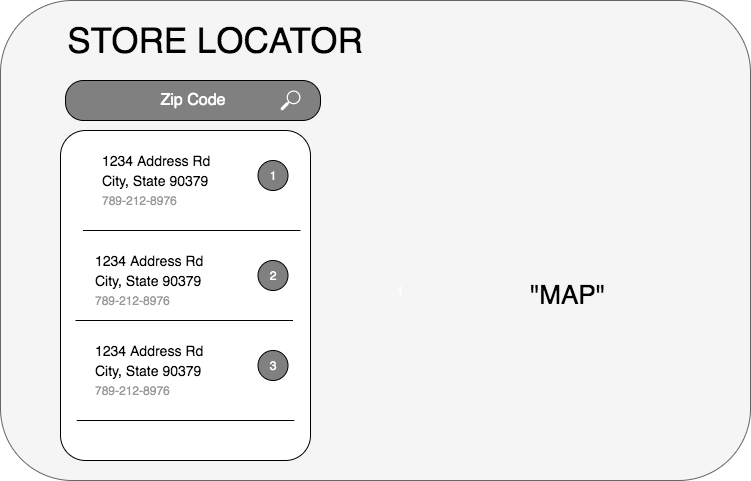 STORE LOCATOR
Zip Code
1234 Address Rd
City, State 90379
789-212-8976
1
1234 Address Rd
City, State 90379
789-212-8976
2
1234 Address Rd
City, State 90379
789-212-8976
3
"MAP"